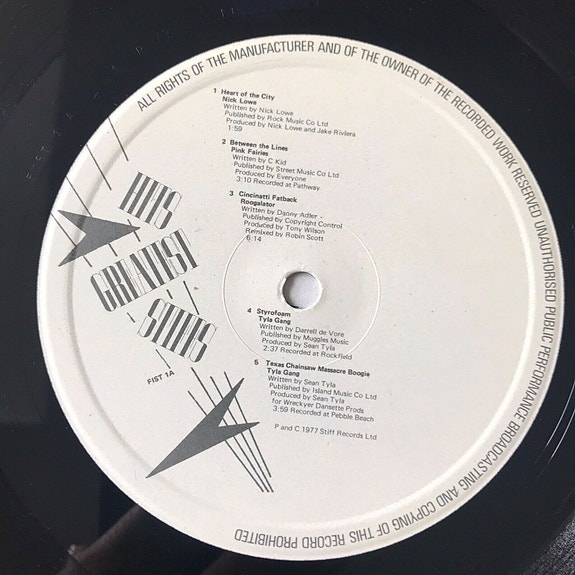 ALL RIGHTS OF THE MANUFACTURER AND OF THE OWNER OF THE RECORDED WORK RESERVED UNAUTHORISED PUBLIC PERFORMANCE BROADCASTING AND COPYING OF THIS RECORD PROHIBITED
1 Heart of the City
Nick Lowe
Written by Nick Lowe
Published by Rock Music Co Ltd
Produced by Nick Lowe and Jake Riviera
1:59
2 Between the Lines
Pink Fairies
Written by C Kid
Published by Street Music Co Ltd
Produced by Everyone
3:10 Recorded at Pathway
3 Cincinatti Fatback
Roogalator
Written by Danny Adler
Published by Copyright Control
Produced by Tony Wilson
Remixed by Robin Scott
6:14
HITS
GREATEST
STIFFS
FIST 1A
4 Styrofoam
Tyla Gang
Written by Darrell de Vore
Published by Muggles Music
Produced by Sean Tyla
2:37 Recorded at Rockfield
5 Texas Chainsaw Massacre Boogie
Tyla Gang
Written by Sean Tyla
Published by Island Music Co Ltd
Produced by Sean Tyla
for Wreckyer Dansette Prods
3:59 Recorded at Pebble Beach
P and C 1977 Stiff Records Ltd